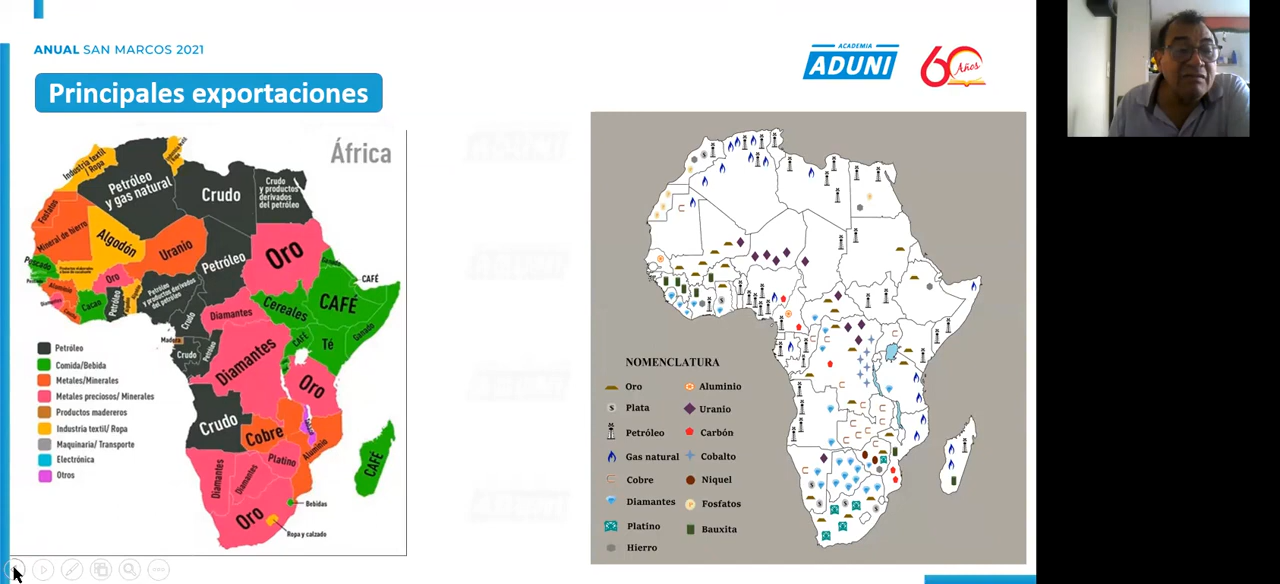 ANUAL SAN MARCOS 2021
ACADEMIA
ADUNI
60 Años
Principales exportaciones
África
Industria textil/
Ropa
Petróleo
y gas natural
Crudo
Crudo
y productos
derivados
del petróleo
Fosfatos
Mineral de hierro
Algodón
Uranio
Petróleo
Oro
Pescado
Oro
Cacao
Petróleo
Petróleo
y productos derivados
del petróleo
Ganado
CAFÉ
Cereales
CAFÉ
Diamantes
Crudo
Madera
Crudo
Petróleo
Diamantes
CAFÉ
Té
Ganado
Oro
Crudo
Cobre
Aluminio
Platino
Diamantes
Diamantes
CAFÉ
Oro
Bebidas
Ropa y calzado
Petróleo
Comida/Bebida
Metales/Minerales
Metales preciosos/ Minerales
Productos madereros
Industria textil/ Ropa
Maquinaria/ Transporte
Electrónica
Otros
NOMENCLATURA
Oro
Plata
Petróleo
Gas natural
Cobre
Diamantes
Platino
Hierro
Aluminio
Uranio
Carbón
Cobalto
Niquel
Fosfatos
Bauxita